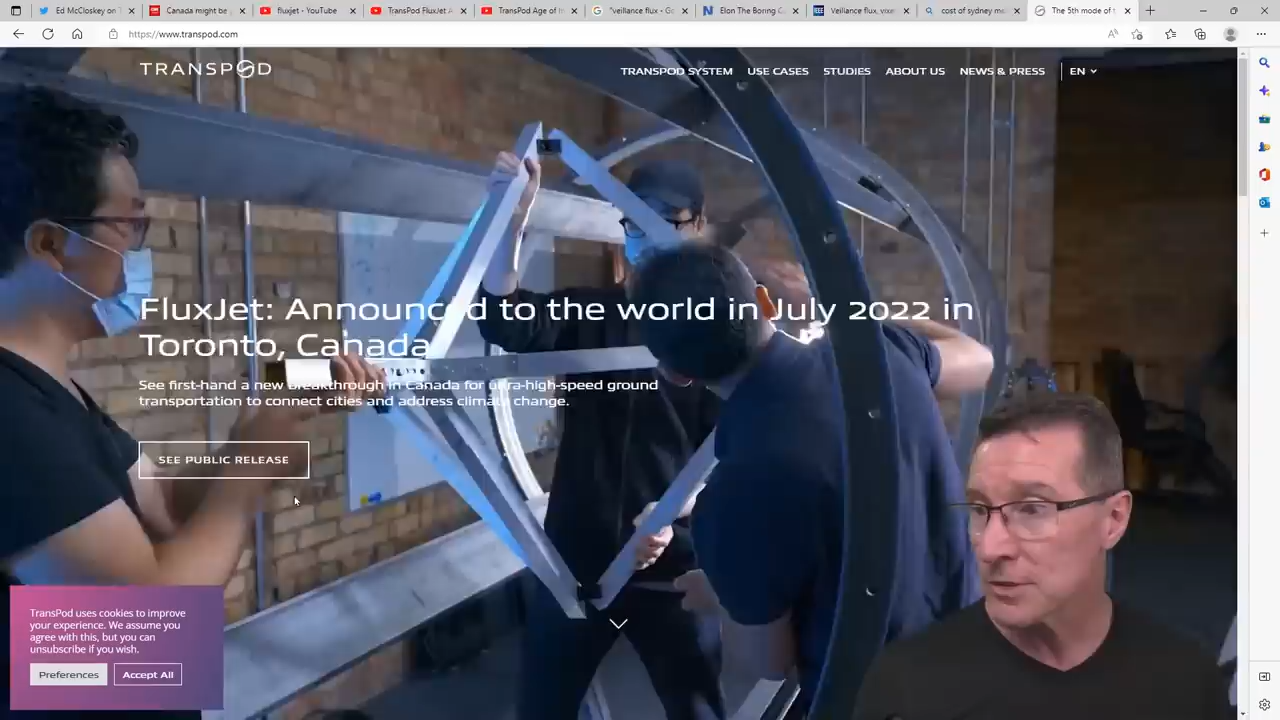 Ed McCloskey on Tw
Canada might be g
fluxjet - YouTube
TransPod FluxJet A
TransPod Age of In
"veillance flux - Go
Elon The Boring C
Veillance flux, vixe
cost of sydney me
The 5th mode of t
https://www.transpod.com
TRANSPOD
TRANSPOD SYSTEM
USE CASES
STUDIES
ABOUT US
NEWS & PRESS
EN
FluxJet: Announced to the world in July 2022 in
Toronto, Canada
See first-hand a new breakthrough in Canada for ultra-high-speed ground
transportation to connect cities and address climate change.
SEE PUBLIC RELEASE
TransPod uses cookies to improve
your experience. We assume you
agree with this, but you can
unsubscribe if you wish.
Preferences
Accept All